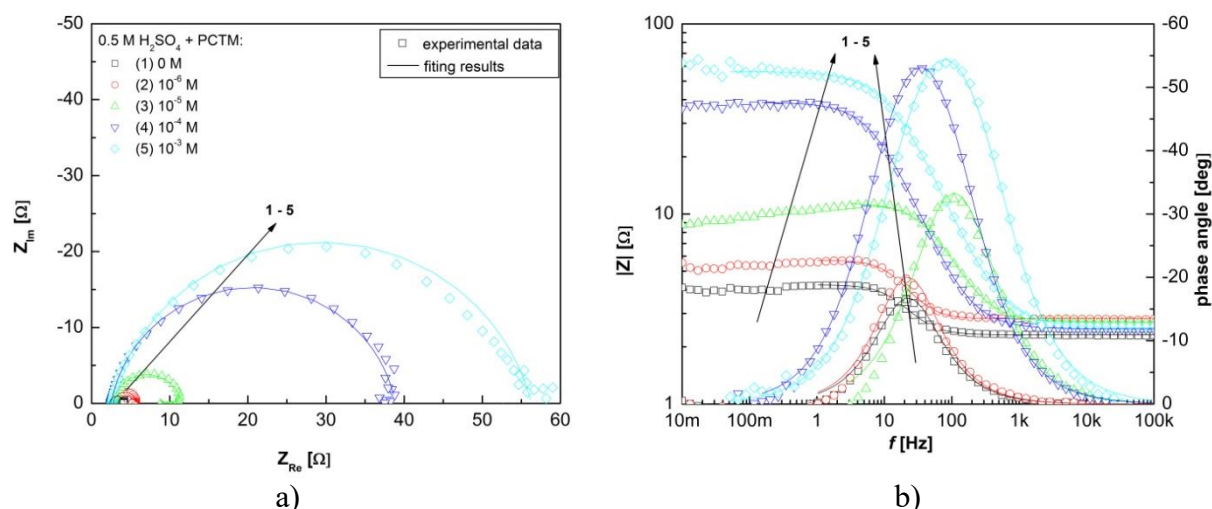 -50
-40
-30
-20
-10
0
0 10 20 30 40 50 60
Z_Im [Ω]
Z_Re [Ω]
0.5 M H₂SO₄ + PCTM:
(1) 0 M
(2) 10⁻⁶ M
(3) 10⁻⁵ M
(4) 10⁻⁴ M
(5) 10⁻³ M
experimental data
fitting results
1 - 5
a)
100
10
1
|Z| [Ω]
1 - 5
-60
-50
-40
-30
-20
-10
0
phase angle [deg]
10m 100m 1 10 100 1k 10k 100k
f [Hz]
b)